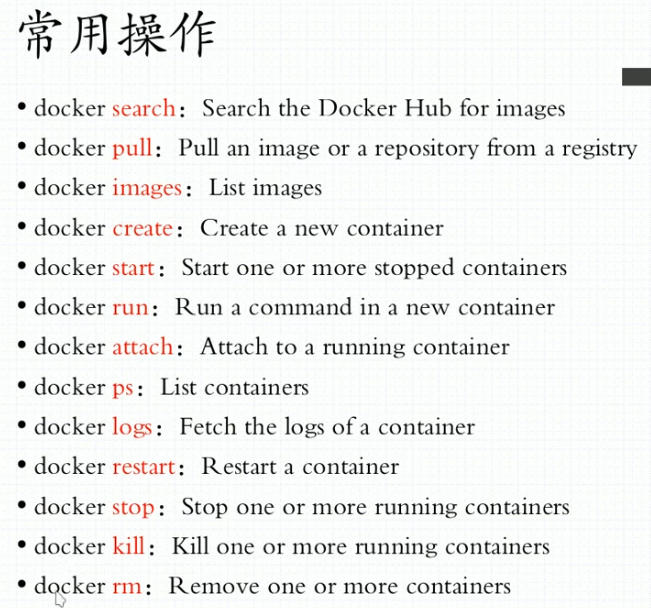 常用操作
• docker search：Search the Docker Hub for images
• docker pull：Pull an image or a repository from a registry
• docker images：List images
• docker create：Create a new container
• docker start：Start one or more stopped containers
• docker run：Run a command in a new container
• docker attach：Attach to a running container
• docker ps：List containers
• docker logs：Fetch the logs of a container
• docker restart：Restart a container
• docker stop：Stop one or more running containers
• docker kill：Kill one or more running containers
• docker rm：Remove one or more containers